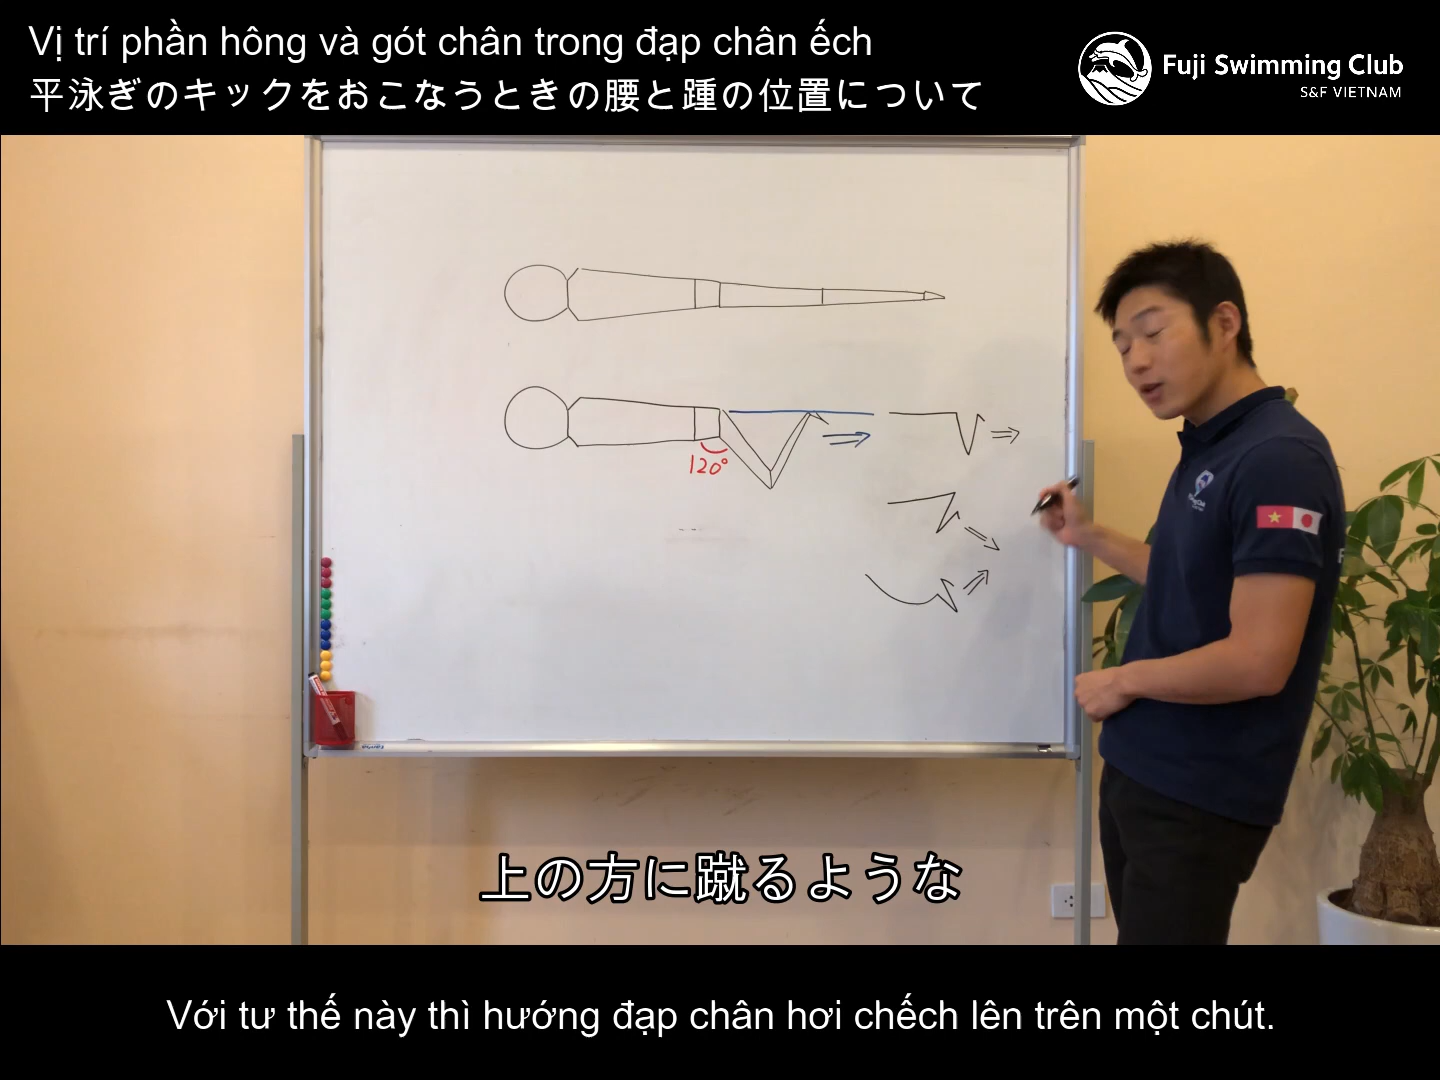 Vị trí phần hông và gót chân trong đạp chân ếch
平泳ぎのキックをおこなうときの腰と踵の位置について
Fuji Swimming Club
S&F VIETNAM
120°
上の方に蹴るような
Với tư thế này thì hướng đạp chân hơi chếch lên trên một chút.